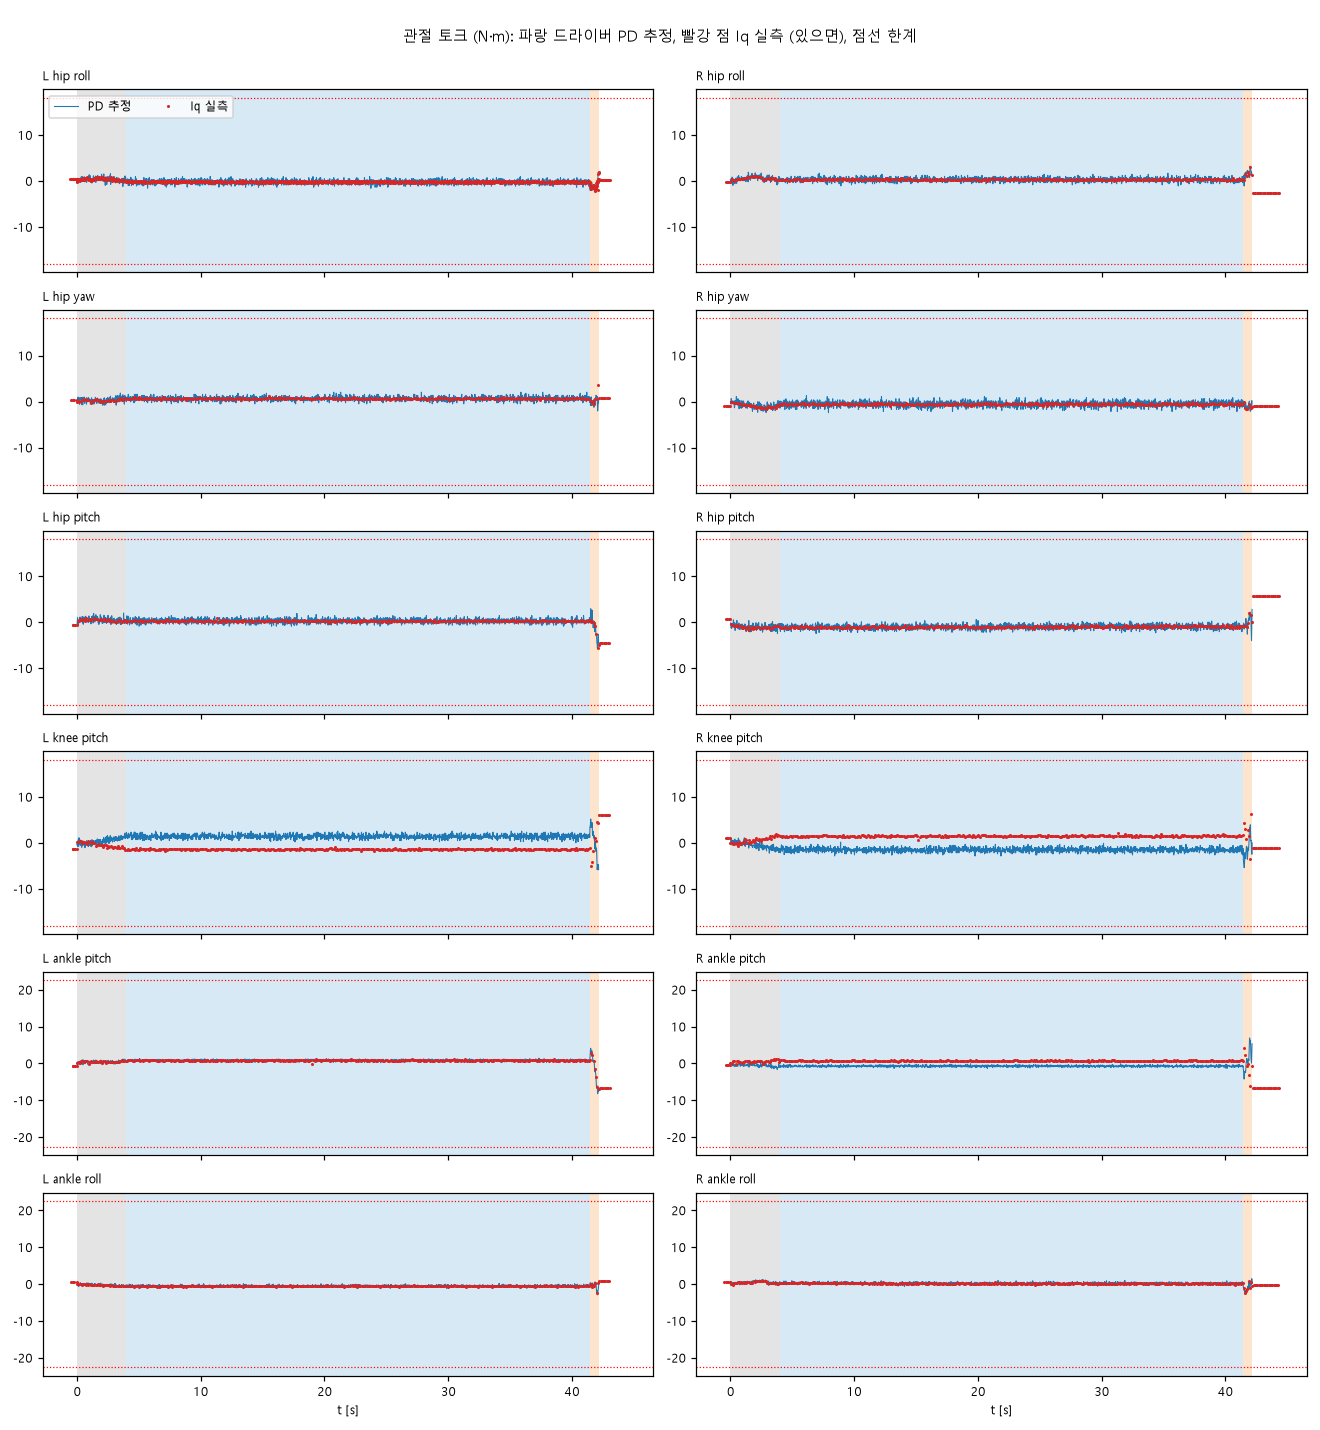 관절 토크 (N·m): 파랑 드라이버 PD 추정, 빨강 점 Iq 실측 (있으면), 점선 한계
L hip roll
PD 추정 Iq 실측
10
0
-10
R hip roll
10
0
-10
L hip yaw
10
0
-10
R hip yaw
10
0
-10
L hip pitch
10
0
-10
R hip pitch
10
0
-10
L knee pitch
10
0
-10
R knee pitch
10
0
-10
L ankle pitch
20
10
0
-10
-20
R ankle pitch
20
10
0
-10
-20
L ankle roll
20
10
0
-10
-20
0 10 20 30 40
t [s]
R ankle roll
20
10
0
-10
-20
0 10 20 30 40
t [s]